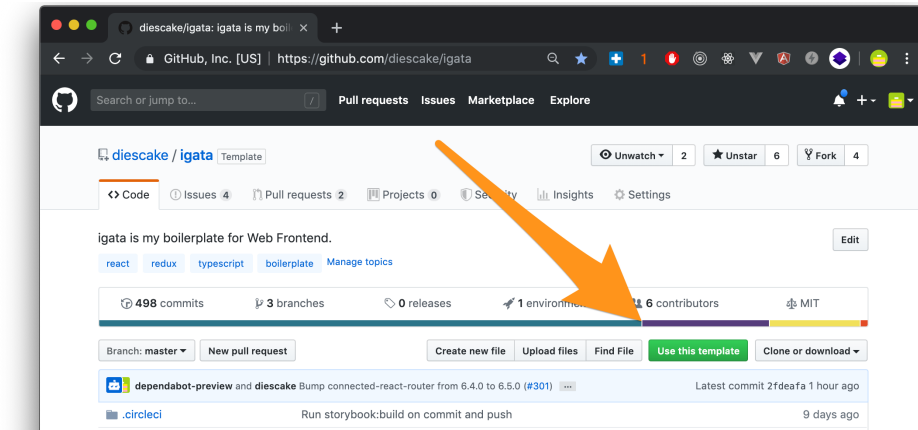 diescake/igata: igata is my boil
GitHub, Inc. [US] | https://github.com/diescake/igata
Search or jump to... / Pull requests Issues Marketplace Explore
diescake / igata Template Unwatch 2 Unstar 6 Fork 4
Code Issues 4 Pull requests 2 Projects 0 Security Insights Settings
igata is my boilerplate for Web Frontend. Edit
react redux typescript boilerplate Manage topics
498 commits 3 branches 0 releases 1 environmen 6 contributors MIT
Branch: master New pull request Create new file Upload files Find File Use this template Clone or download
dependabot-preview and diescake Bump connected-react-router from 6.4.0 to 6.5.0 (#301) ... Latest commit 2fdeafa 1 hour ago
.circleci Run storybook:build on commit and push 9 days ago